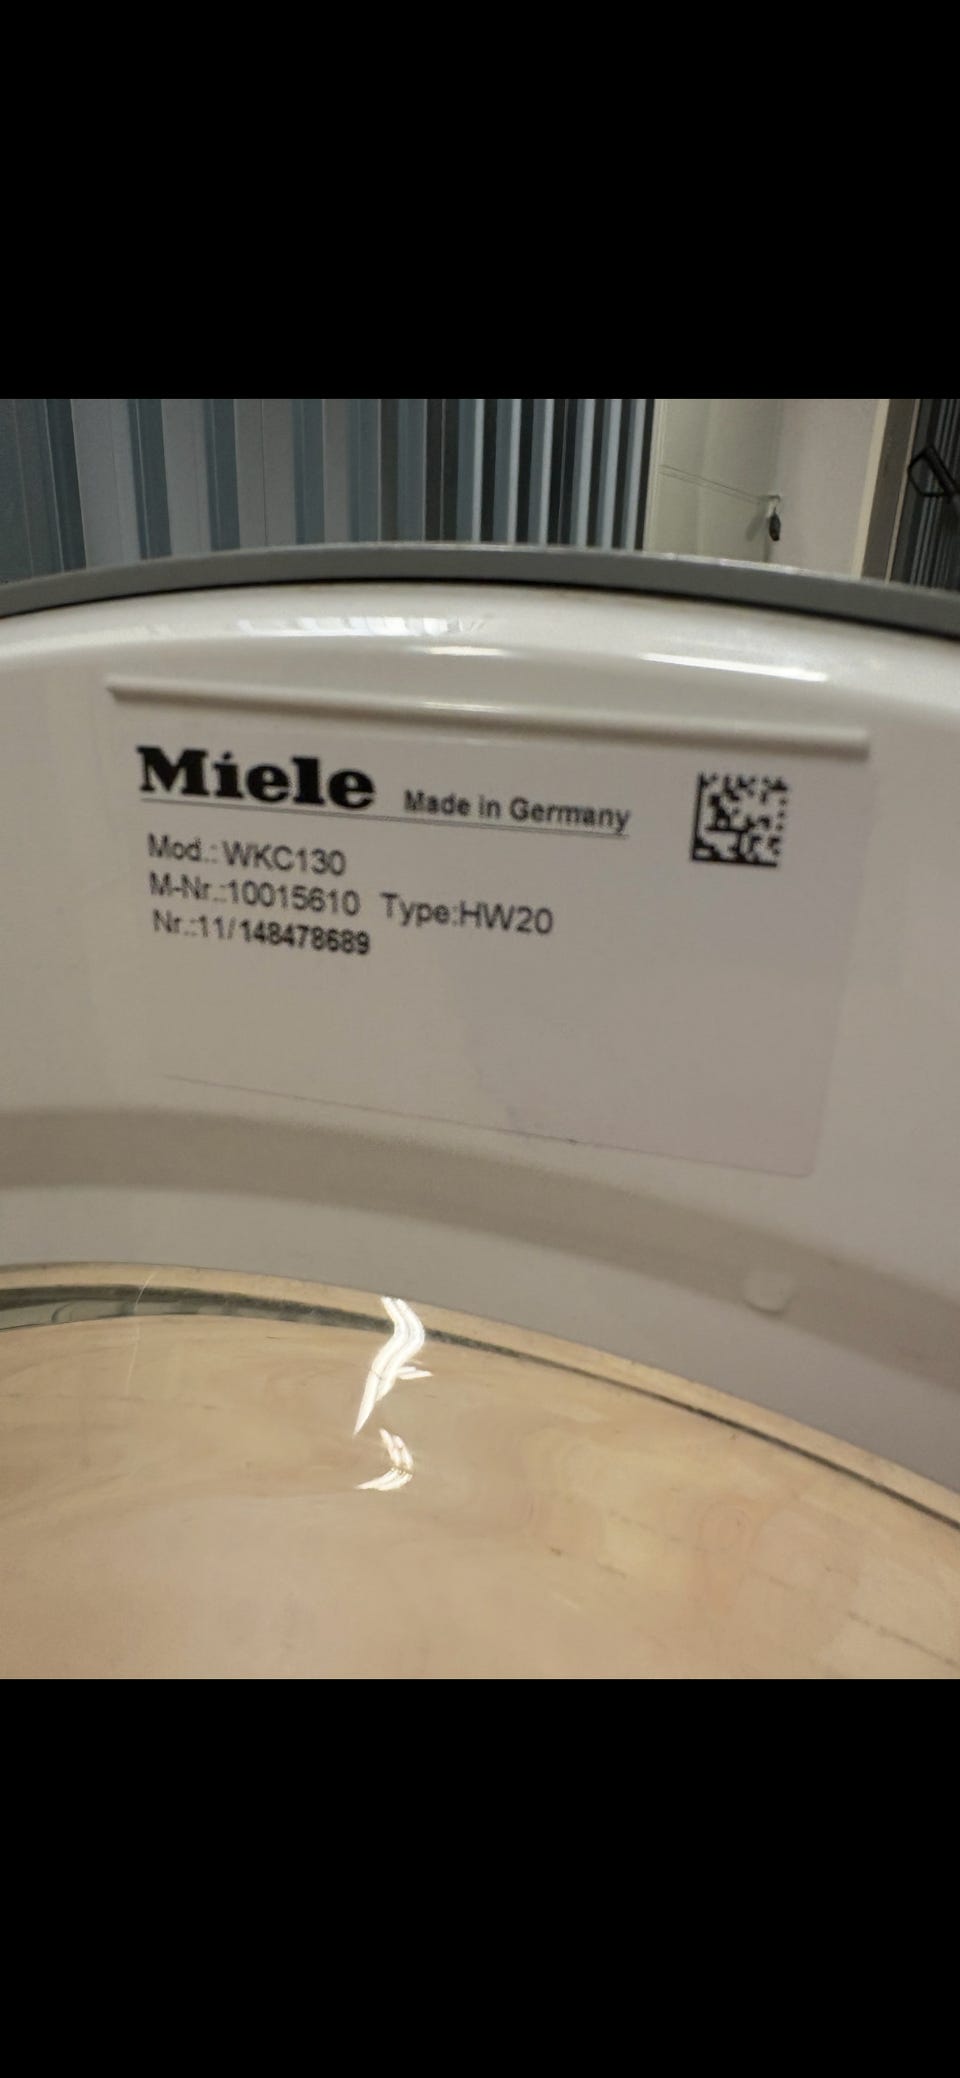 Miele Made in Germany
Mod.: WKC130
M-Nr.:10015610 Type:HW20
Nr.:11/148478689